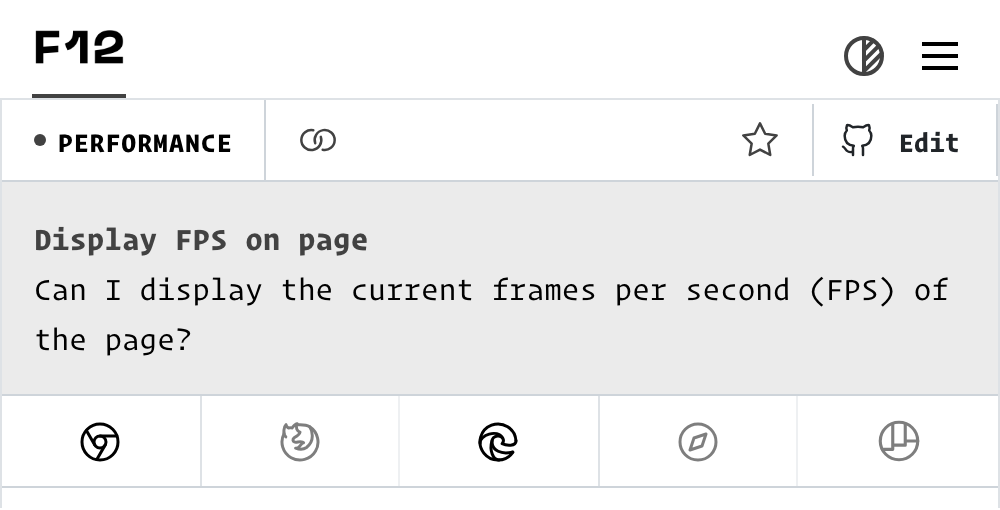 F12
PERFORMANCE
Edit
Display FPS on page
Can I display the current frames per second (FPS) of
the page?